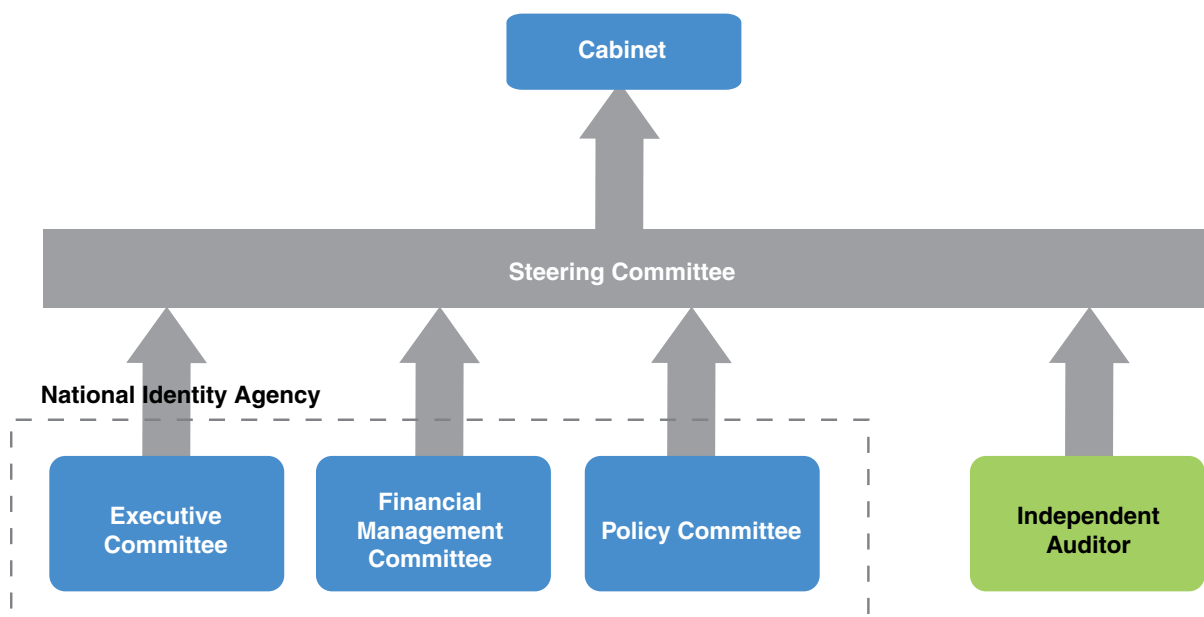 Cabinet
Steering Committee
National Identity Agency
Executive
Committee
Financial
Management
Committee
Policy Committee
Independent
Auditor